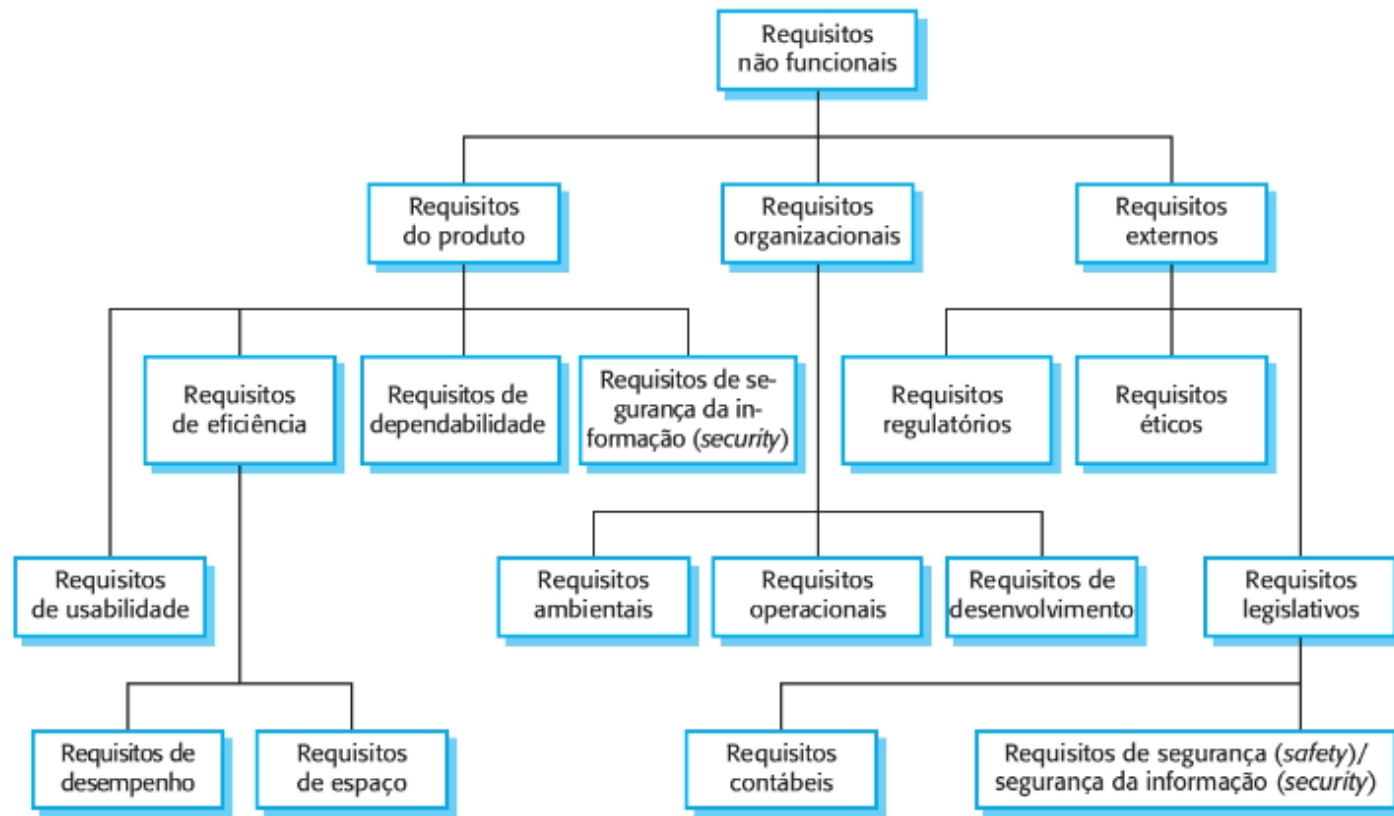 Requisitos
não funcionais
Requisitos
do produto
Requisitos
organizacionais
Requisitos
externos
Requisitos
de eficiência
Requisitos de
dependabilidade
Requisitos de se-
gurança da in-
formação (security)
Requisitos
regulatórios
Requisitos
éticos
Requisitos
de usabilidade
Requisitos
ambientais
Requisitos
operacionais
Requisitos de
desenvolvimento
Requisitos
legislativos
Requisitos de
desempenho
Requisitos
de espaço
Requisitos
contábeis
Requisitos de segurança (safety)/
segurança da informação (security)